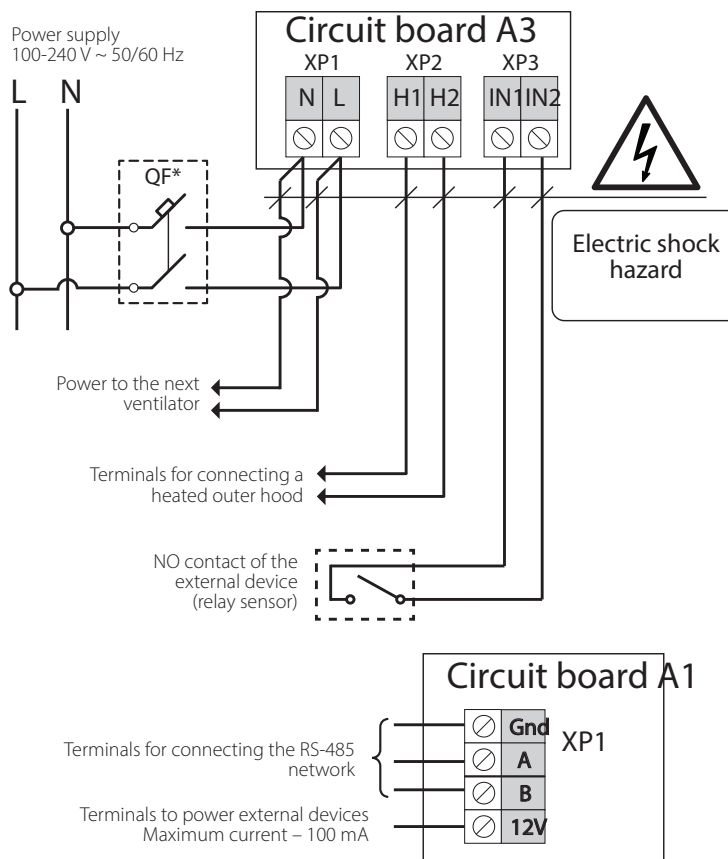 Power supply
100-240 V ~ 50/60 Hz
L N
Circuit board A3
XP1 XP2 XP3
N L H1 H2 IN1 IN2
QF*
Electric shock
hazard
Power to the next
ventilator
Terminals for connecting a
heated outer hood
NO contact of the
external device
(relay sensor)
Circuit board A1
XP1
Gnd
A
B
12V
Terminals for connecting the RS-485
network
Terminals to power external devices
Maximum current – 100 mA